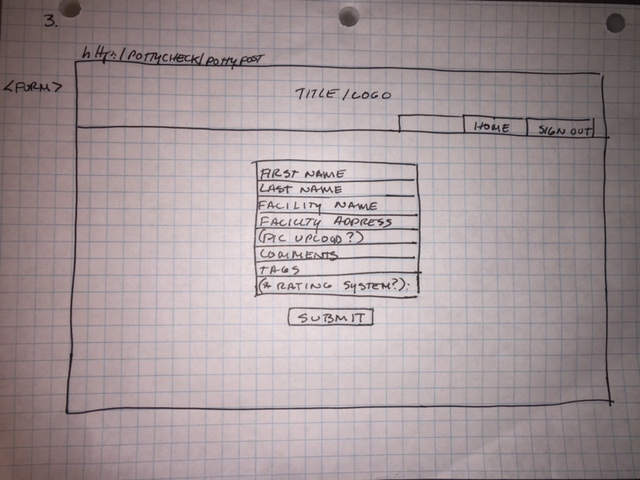 3.
http:/POTTYCHECK/POTTYPOST
<FORM>
TITLE/LOGO
HOME
SIGN OUT
FIRST NAME
LAST NAME
FACILITY NAME
FACILITY ADDRESS
(PIC UPLOAD?)
COMMENTS
TAGS
(* RATING SYSTEM?);
SUBMIT